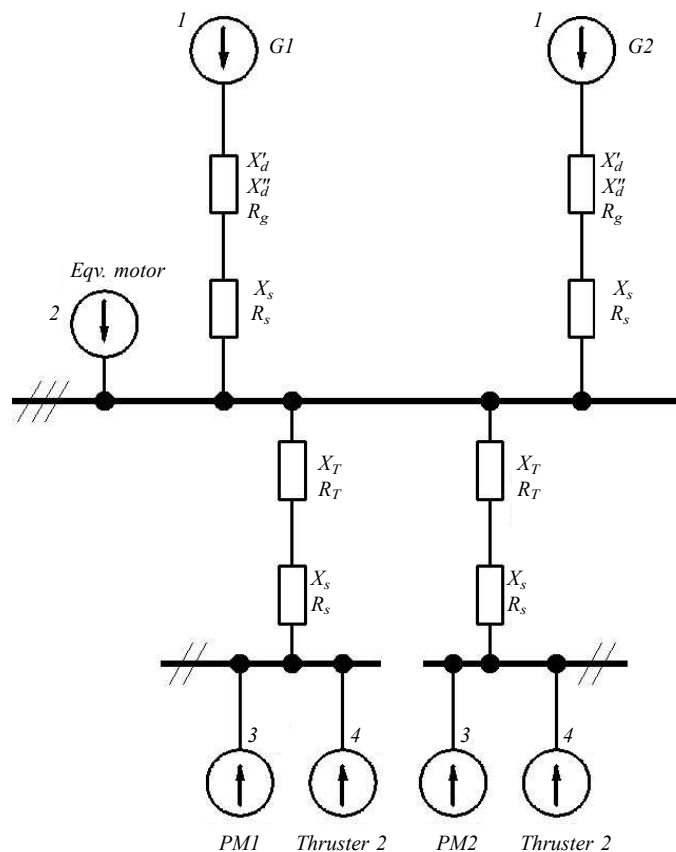 1
G1
1
G2
X'd
X"d
Rg
X'd
X"d
Rg
Eqv. motor
2
Xs
Rs
Xs
Rs
XT
RT
XT
RT
Xs
Rs
Xs
Rs
3
4
3
4
PM1
Thruster 2
PM2
Thruster 2